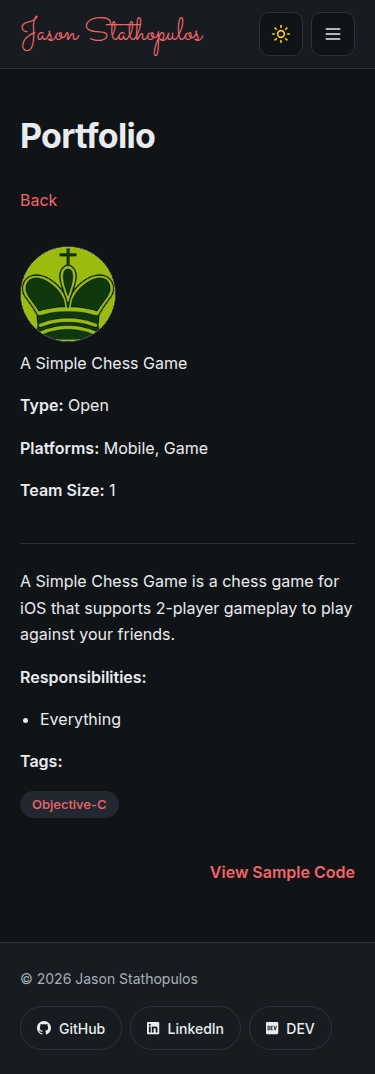 Jason Stathopulos
Portfolio
Back
A Simple Chess Game
Type: Open
Platforms: Mobile, Game
Team Size: 1
A Simple Chess Game is a chess game for
iOS that supports 2-player gameplay to play
against your friends.
Responsibilities:
• Everything
Tags:
Objective-C
View Sample Code
© 2026 Jason Stathopulos
GitHub LinkedIn DEV